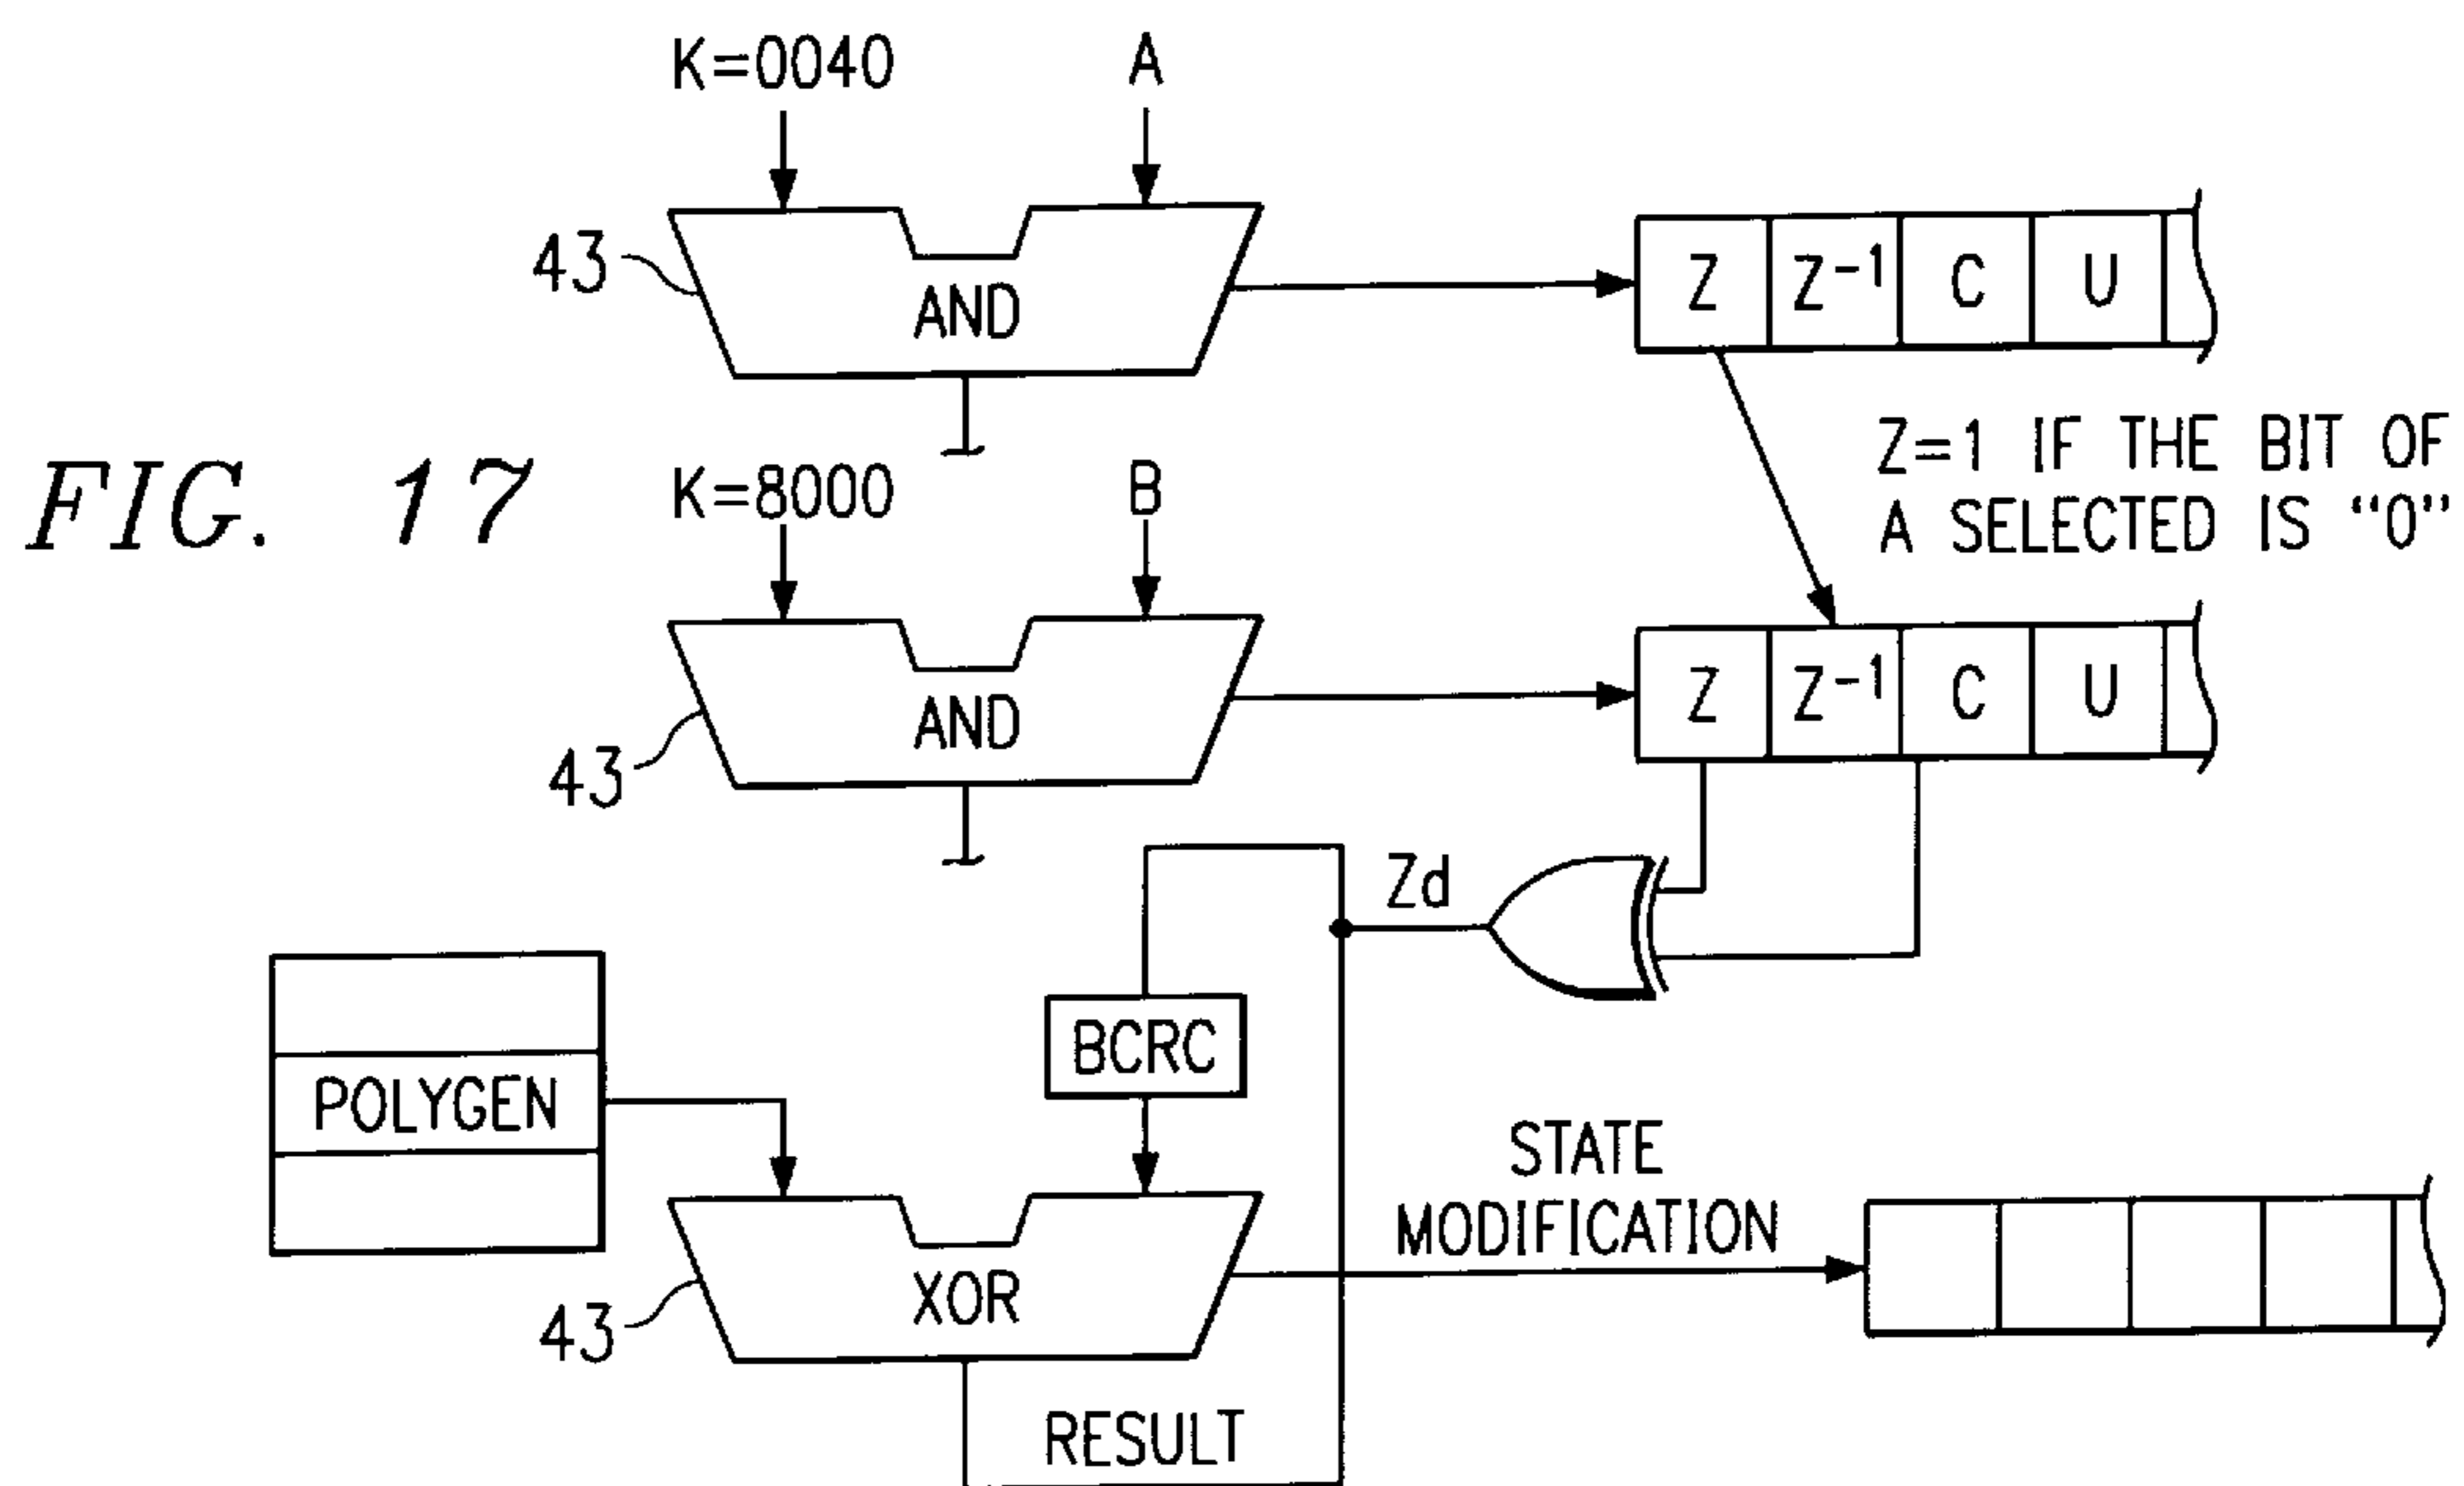 K=0040
A
43
AND
Z
Z⁻¹
C
U
Z=1 IF THE BIT OF
A SELECTED IS “0”
FIG. 17
K=8000
B
43
AND
Z
Z⁻¹
C
U
Zd
BCRC
POLYGEN
43
XOR
STATE
MODIFICATION
RESULT